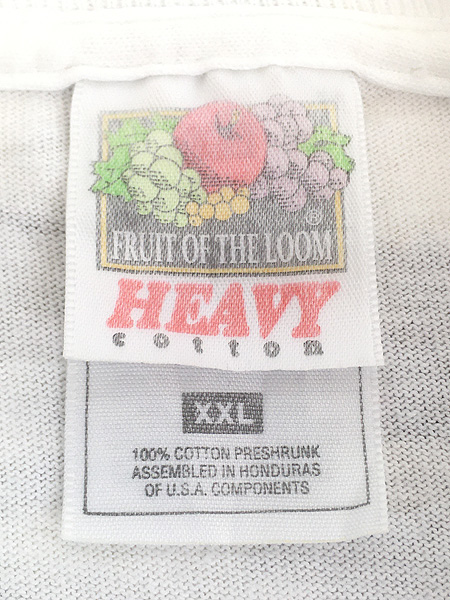 ®
FRUIT OF THE LOOM
HEAVY
cotton
XXL
100% COTTON PRESHRUNK
ASSEMBLED IN HONDURAS
OF U.S.A. COMPONENTS